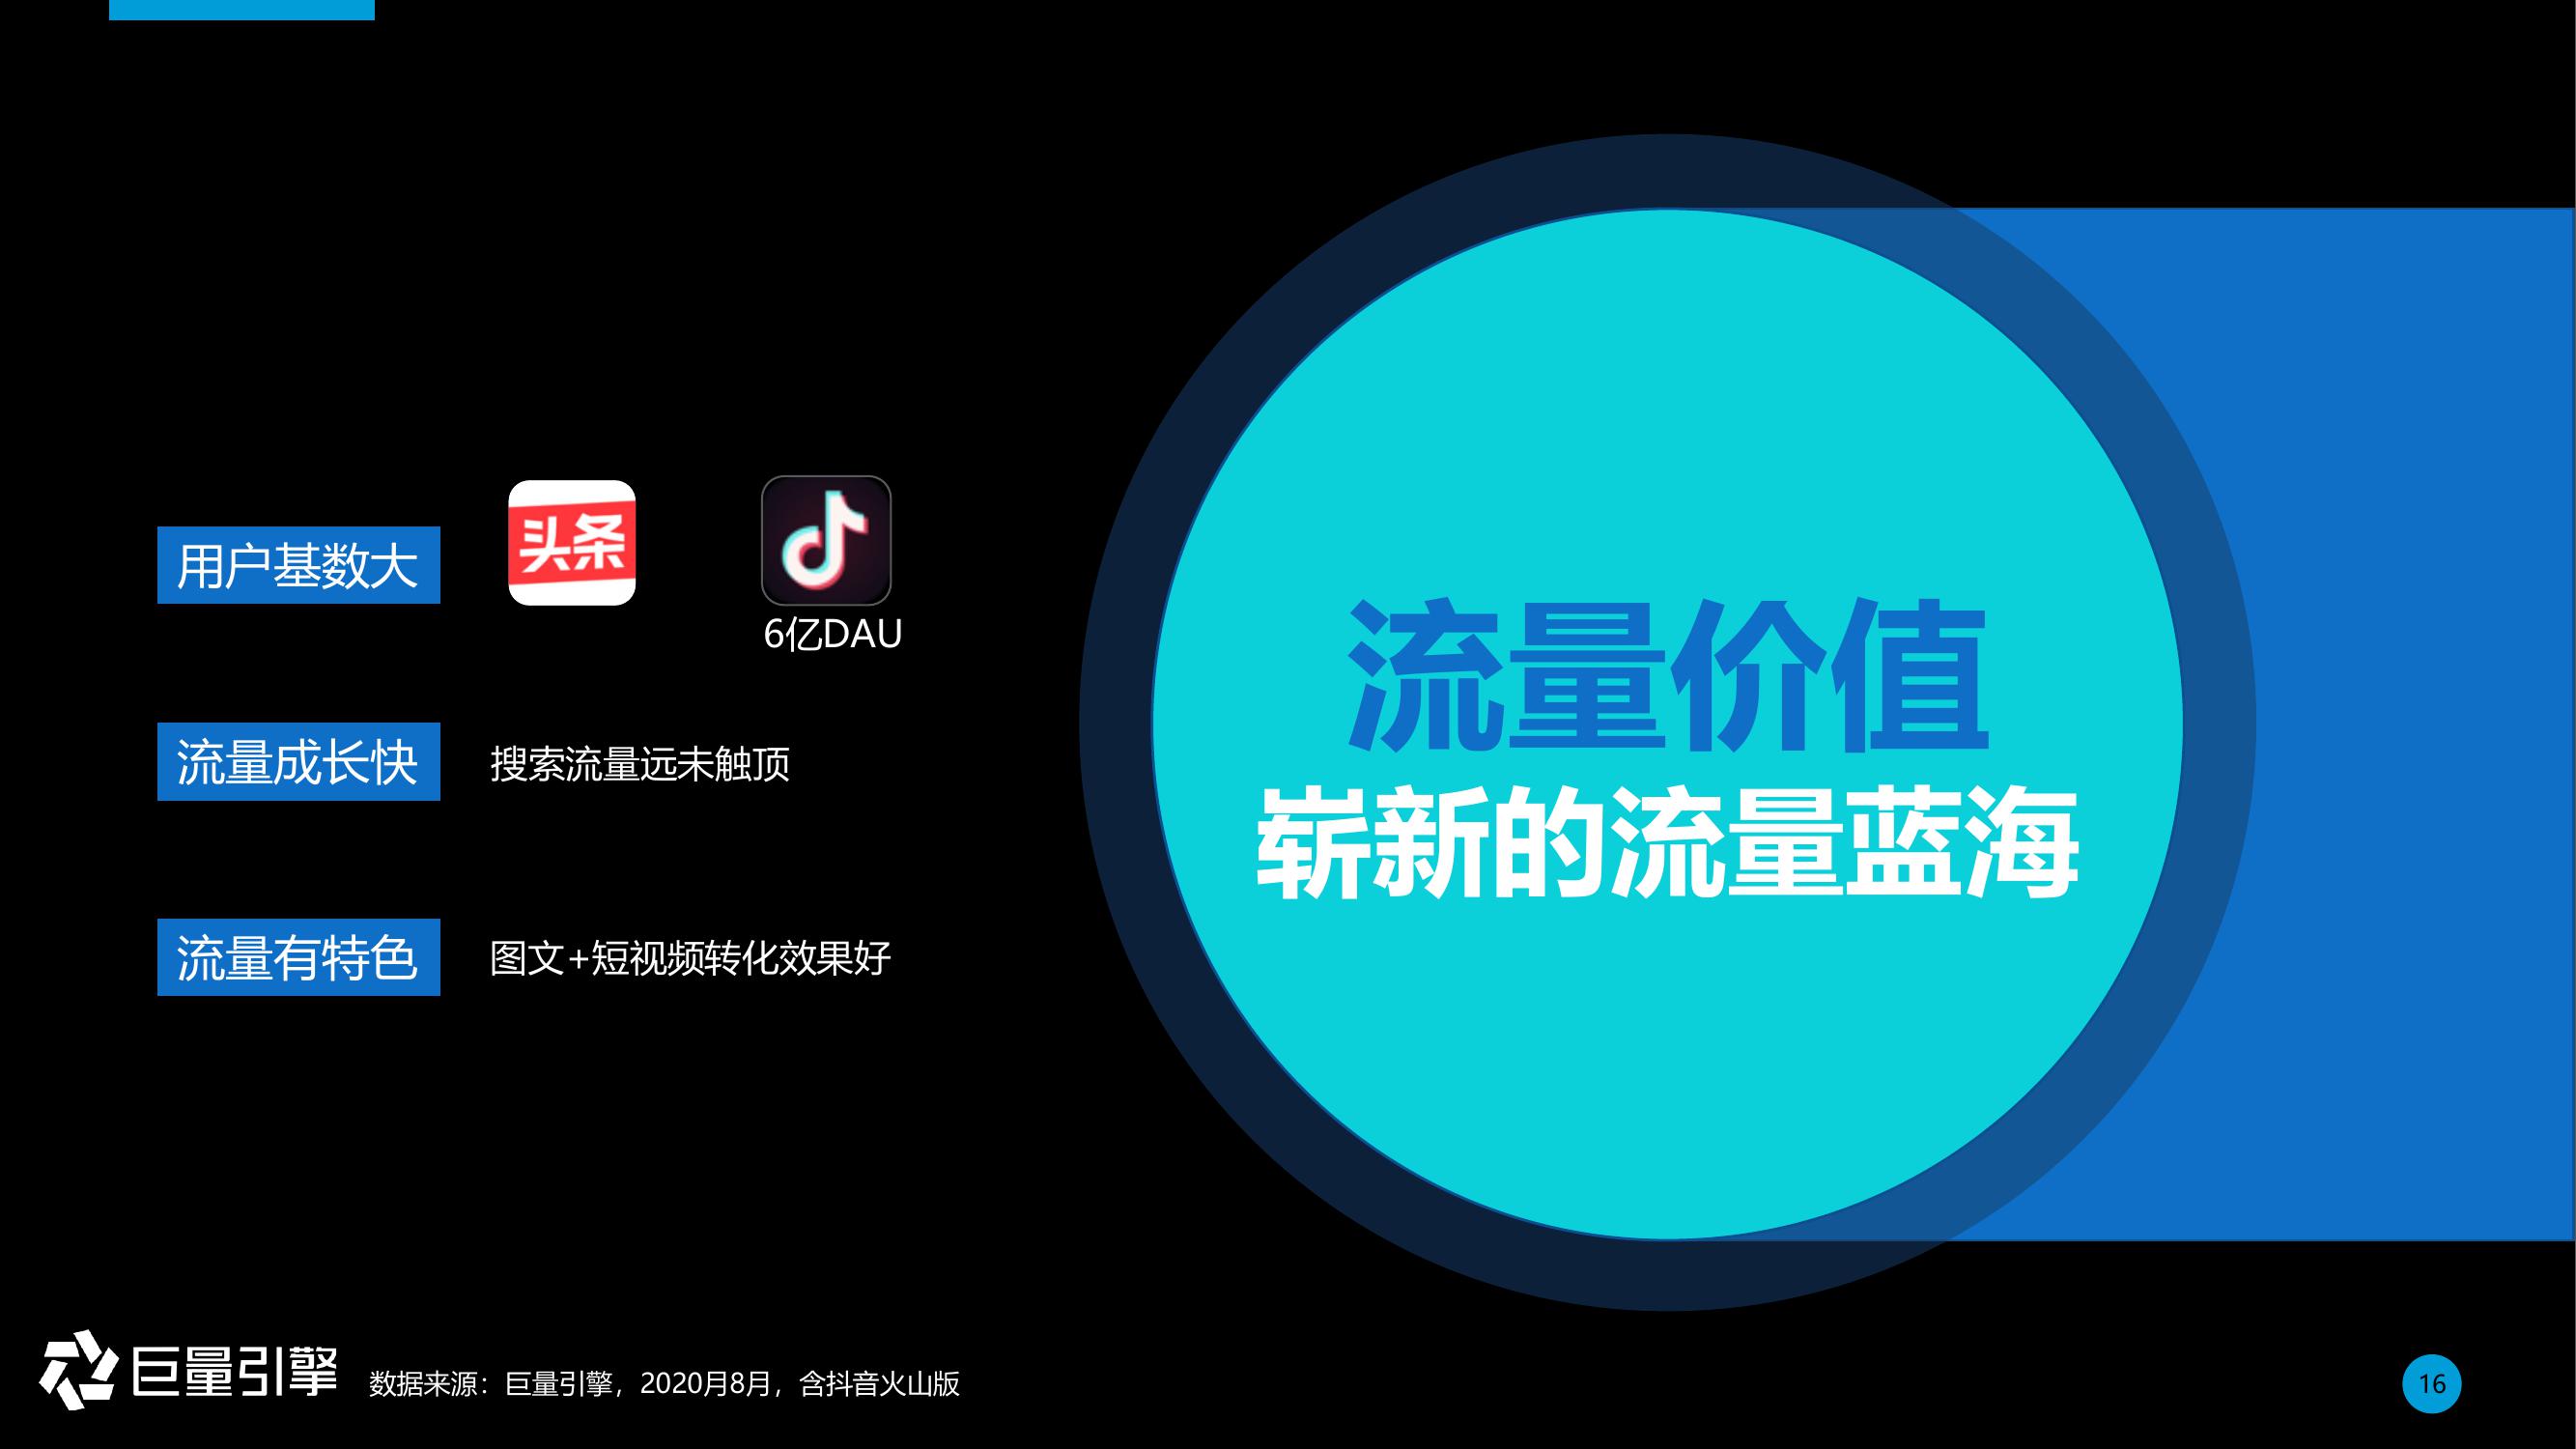 用户基数大
头条
6亿DAU
流量成长快
搜索流量远未触顶
流量有特色
图文+短视频转化效果好
流量价值
崭新的流量蓝海
巨量引擎
数据来源：巨量引擎，2020月8月，含抖音火山版
16